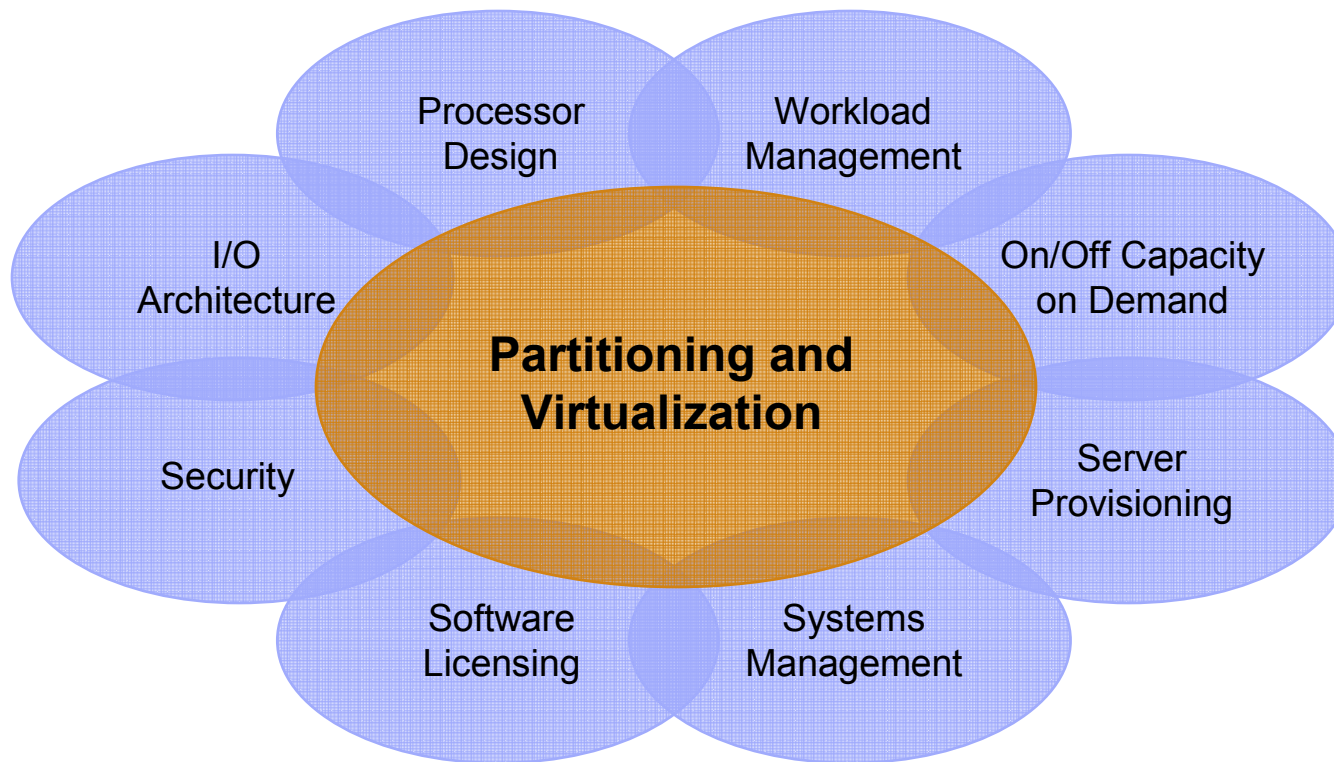 Processor
Design
Workload
Management
I/O
Architecture
On/Off Capacity
on Demand
Partitioning and
Virtualization
Security
Server
Provisioning
Software
Licensing
Systems
Management